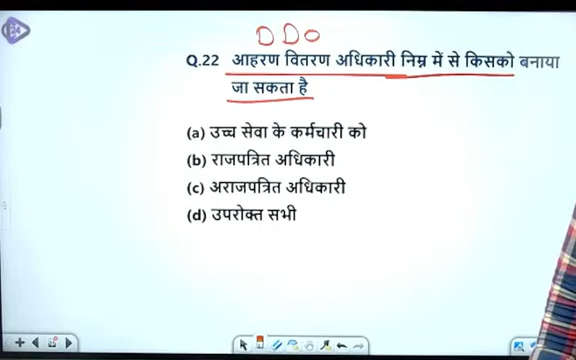 DDO
Q.22 आहरण वितरण अधिकारी निम्न में से किसको बनाया
जा सकता है
(a) उच्च सेवा के कर्मचारी को
(b) राजपत्रित अधिकारी
(c) अराजपत्रित अधिकारी
(d) उपरोक्त सभी